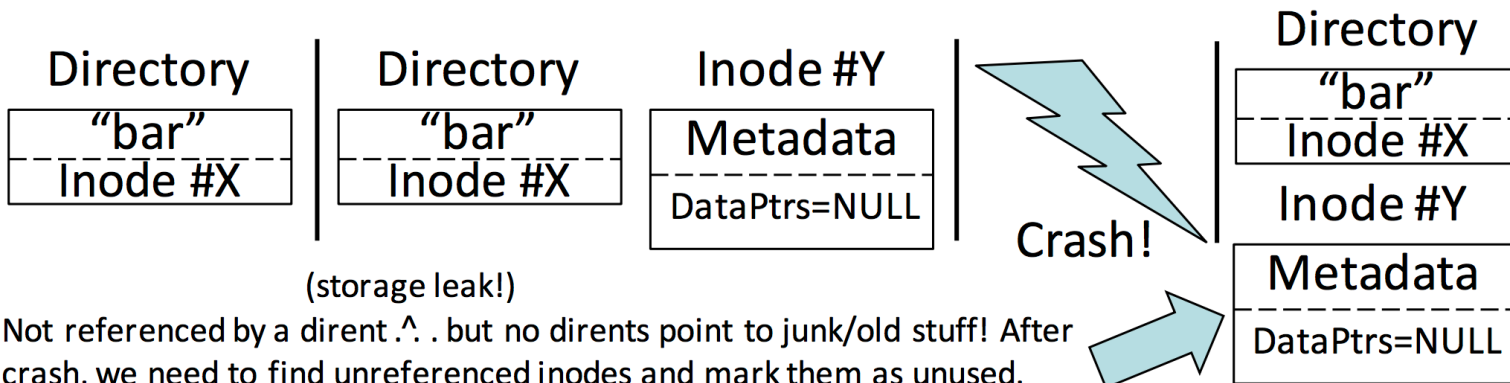 Directory
"bar"
Inode #X
Directory
"bar"
Inode #X
Inode #Y
Metadata
DataPtrs=NULL
Crash!
Directory
"bar"
Inode #X
Inode #Y
Metadata
DataPtrs=NULL
(storage leak!)
Not referenced by a dirent .^. . but no dirents point to junk/old stuff! After
crash, we need to find unreferenced inodes and mark them as unused.